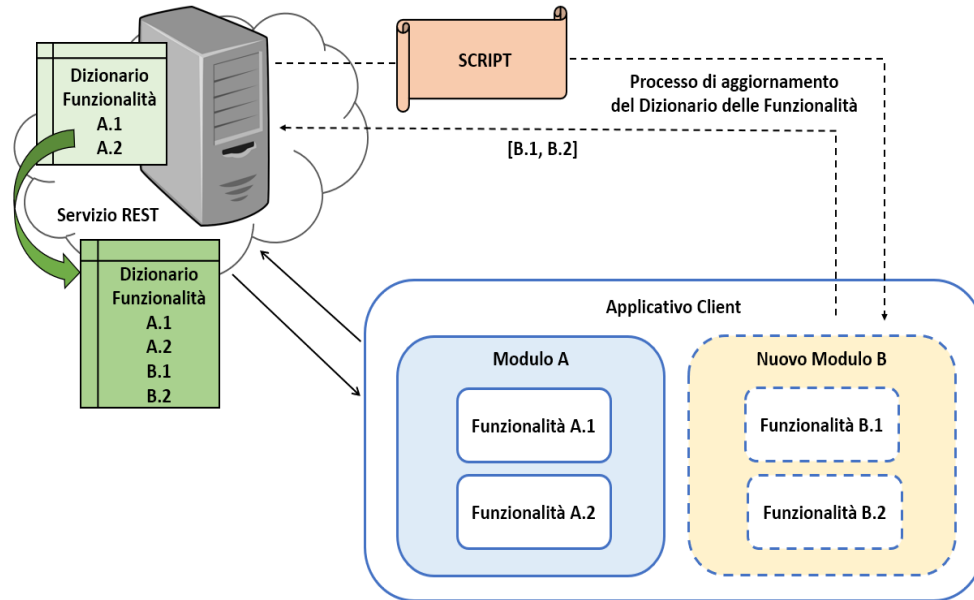 Dizionario
Funzionalità
A.1
A.2
Servizio REST
Dizionario
Funzionalità
A.1
A.2
B.1
B.2
SCRIPT
Processo di aggiornamento
del Dizionario delle Funzionalità
[B.1, B.2]
Applicativo Client
Modulo A
Funzionalità A.1
Funzionalità A.2
Nuovo Modulo B
Funzionalità B.1
Funzionalità B.2